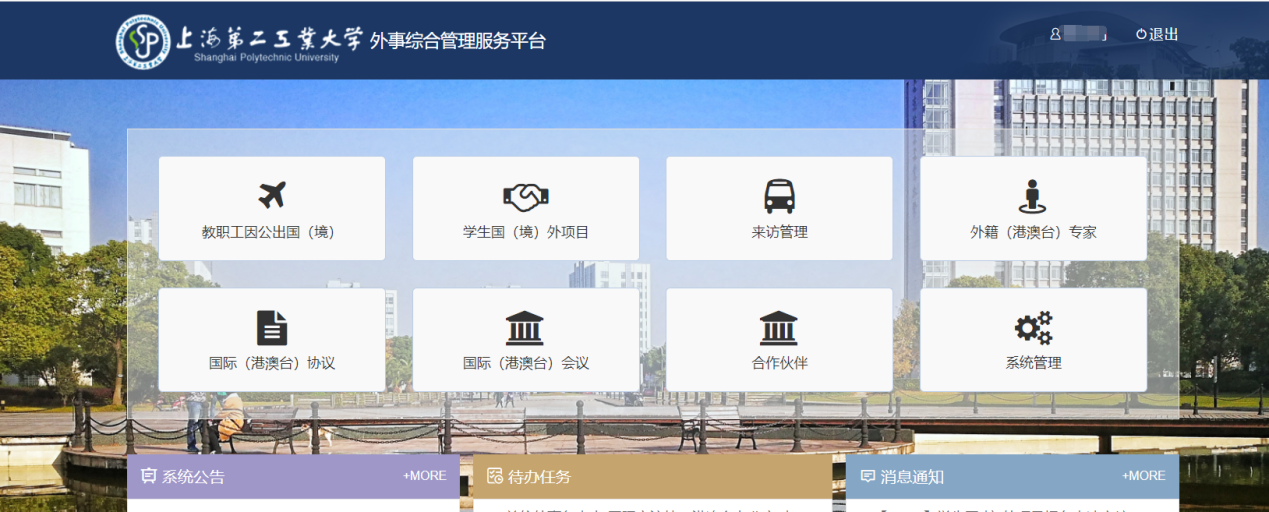 上海第二工业大学 外事综合管理服务平台
Shanghai Polytechnic University
退出
教职工因公出国（境）
学生国（境）外项目
来访管理
外籍（港澳台）专家
国际（港澳台）协议
国际（港澳台）会议
合作伙伴
系统管理
系统公告
+MORE
待办任务
消息通知
+MORE